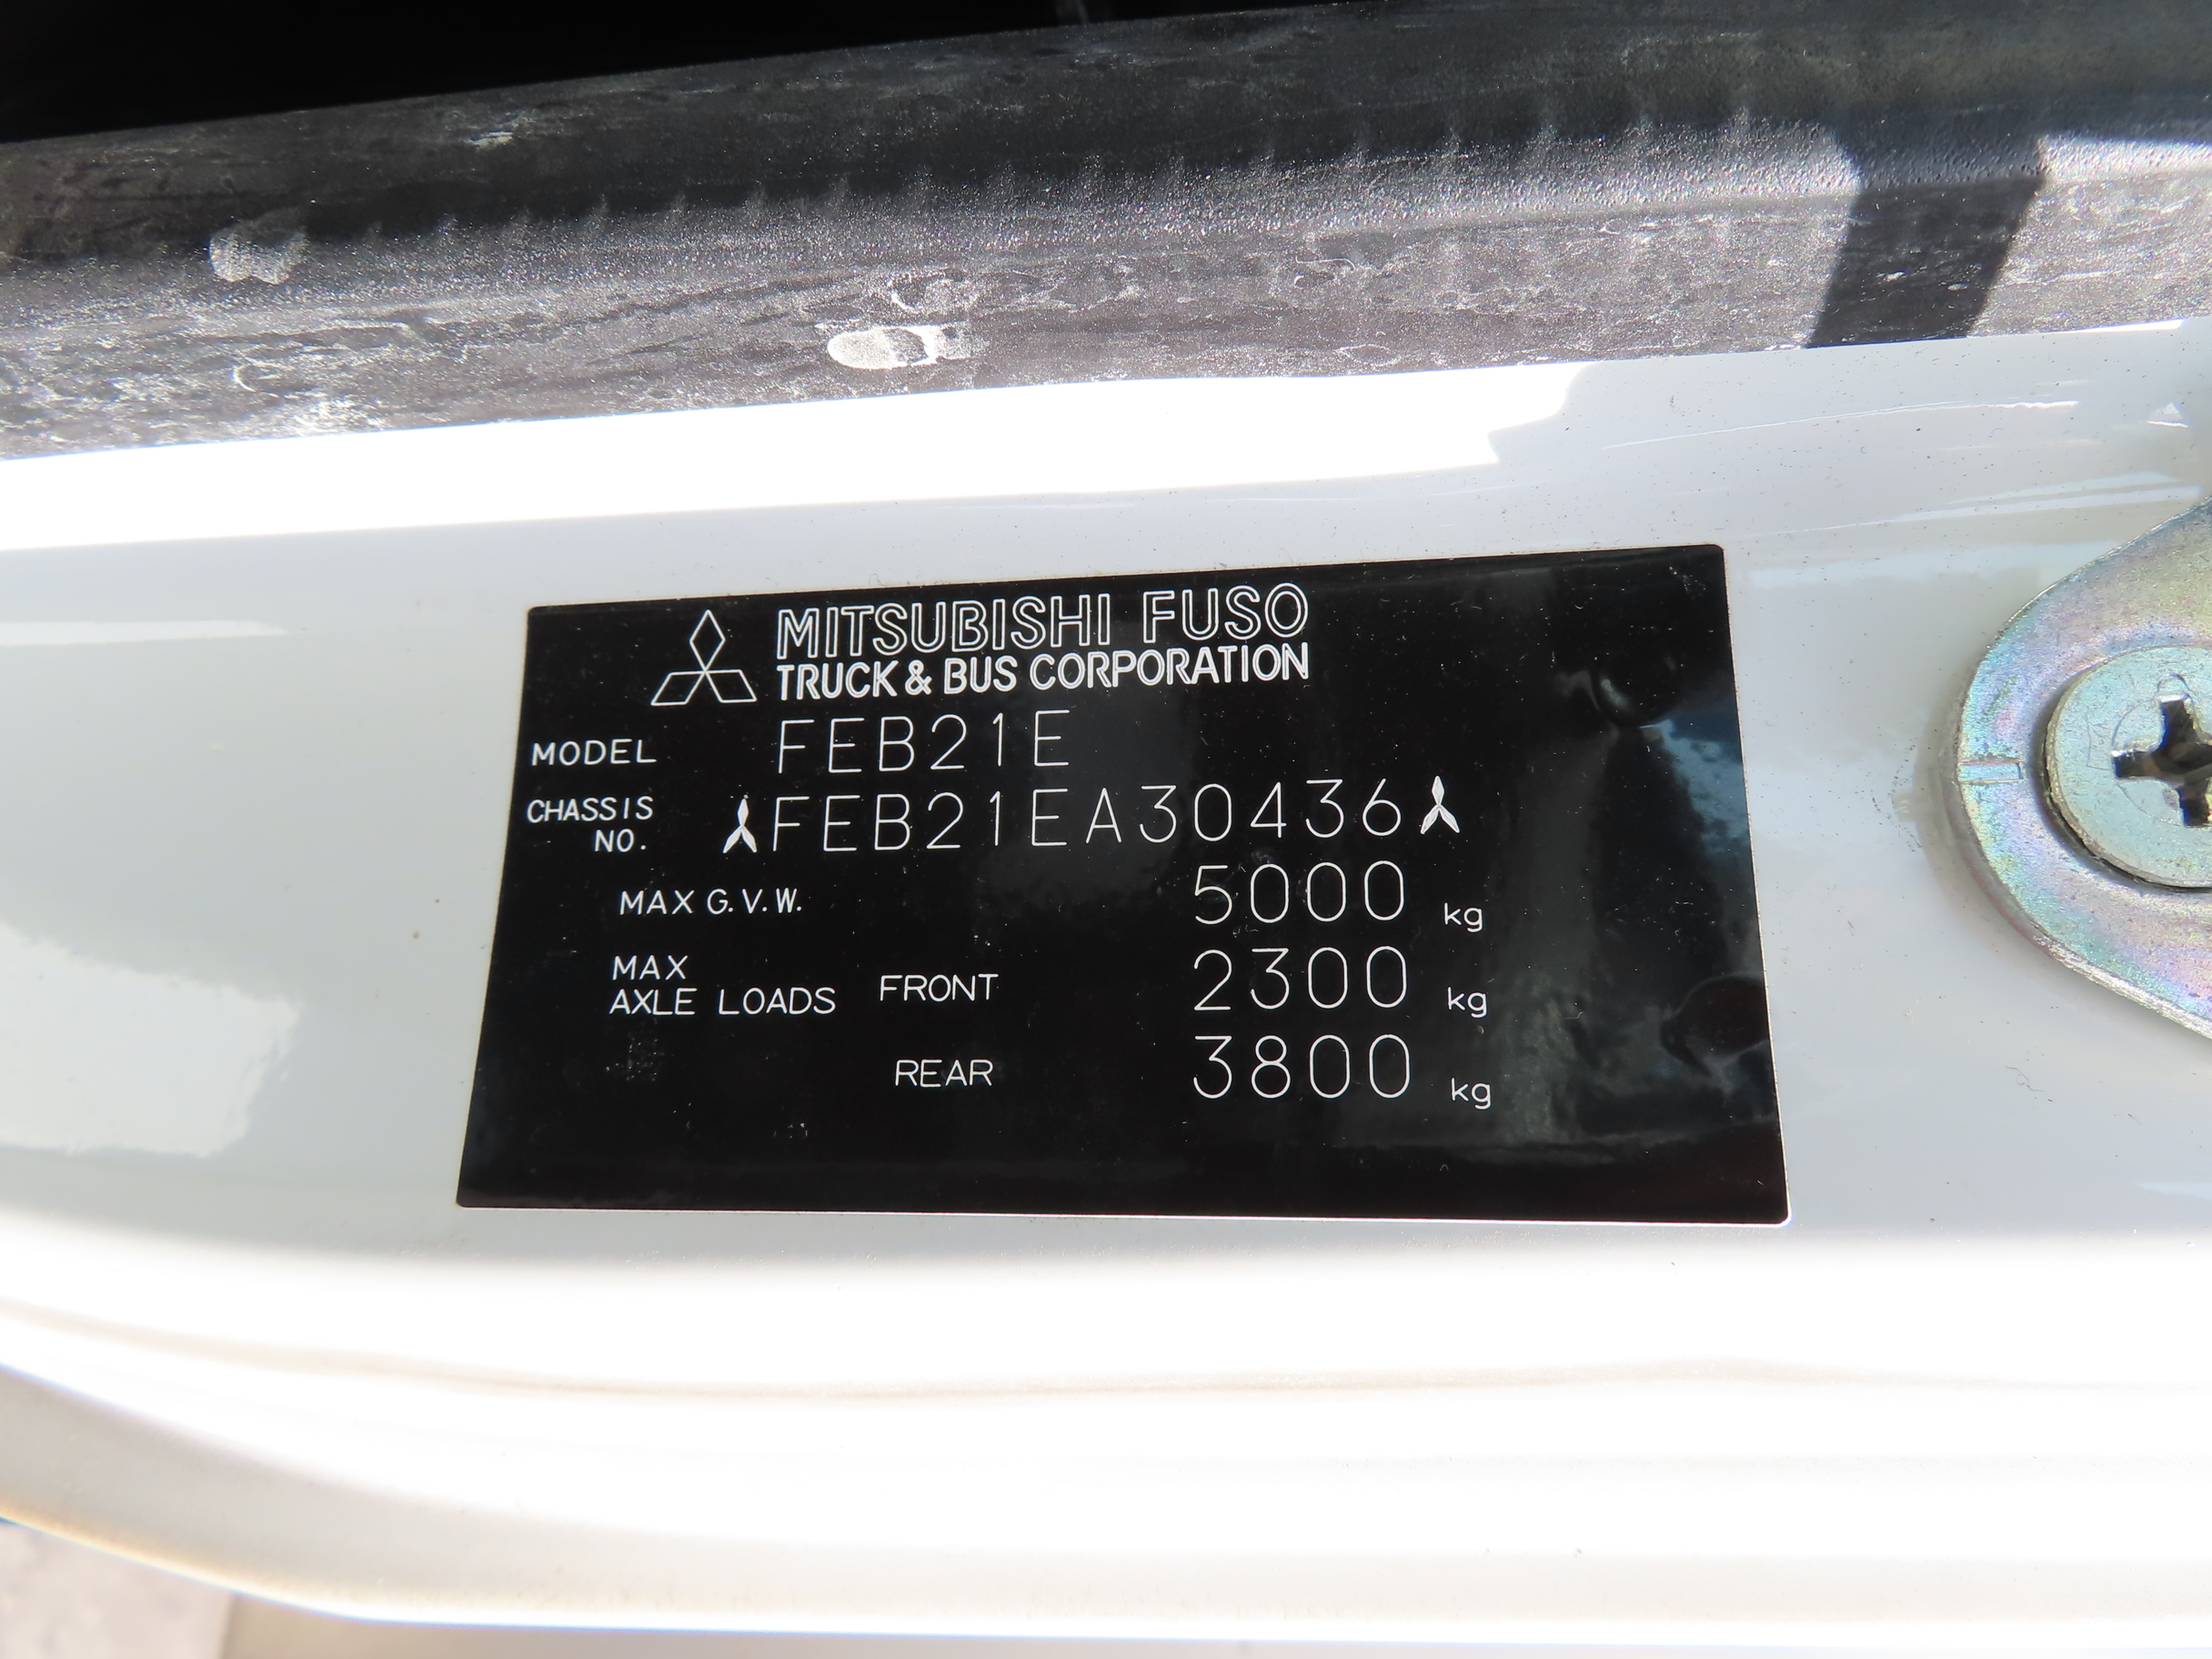 MITSUBISHI FUSO
TRUCK & BUS CORPORATION
MODEL FEB21E
CHASSIS NO. FEB21EA30436
MAX G.V.W. 5000 kg
MAX AXLE LOADS FRONT 2300 kg
REAR 3800 kg